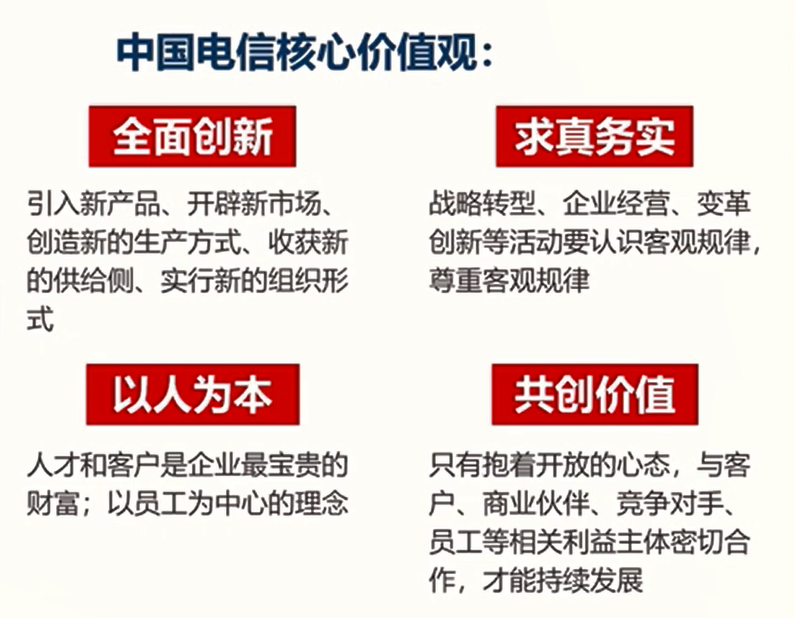 中国电信核心价值观：
全面创新
引入新产品、开辟新市场、
创造新的生产方式、收获新
的供给侧、实行新的组织形
式
求真务实
战略转型、企业经营、变革
创新等活动要认识客观规律，
尊重客观规律
以人为本
人才和客户是企业最宝贵的
财富；以员工为中心的理念
共创价值
只有抱着开放的心态，与客
户、商业伙伴、竞争对手、
员工等相关利益主体密切合
作，才能持续发展